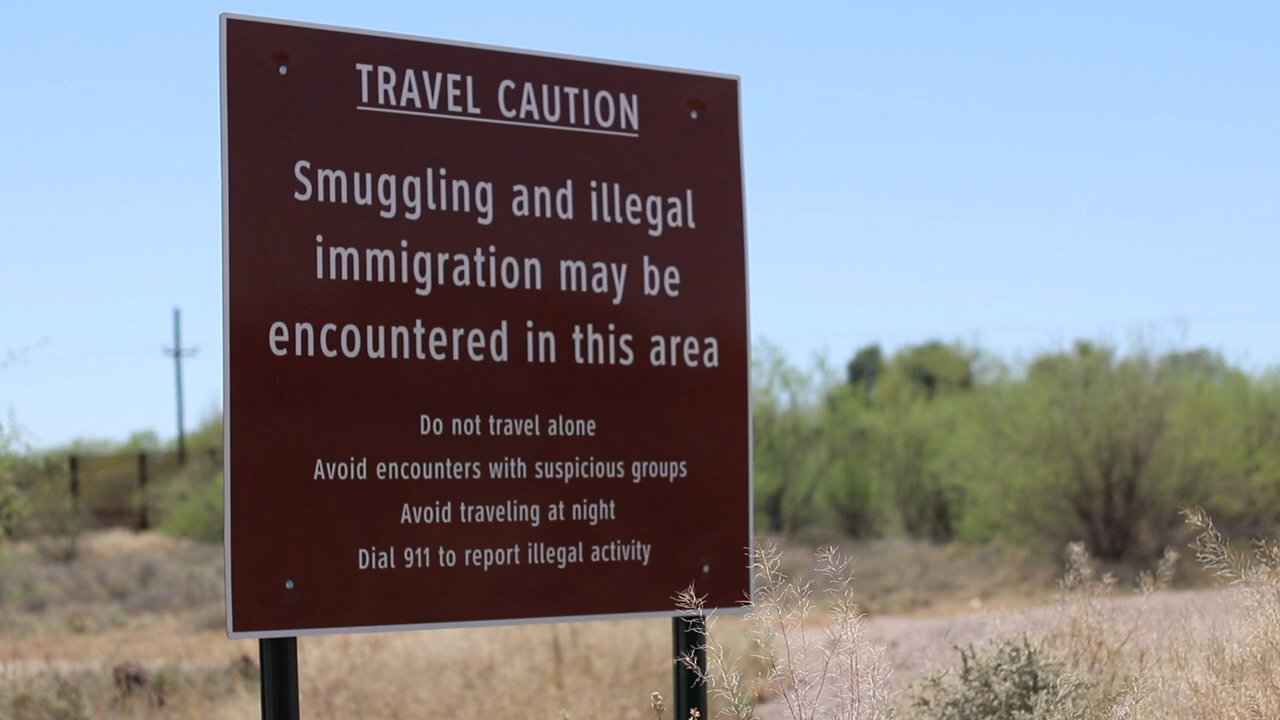 TRAVEL CAUTION
Smuggling and illegal
immigration may be
encountered in this area
Do not travel alone
Avoid encounters with suspicious groups
Avoid traveling at night
Dial 911 to report illegal activity